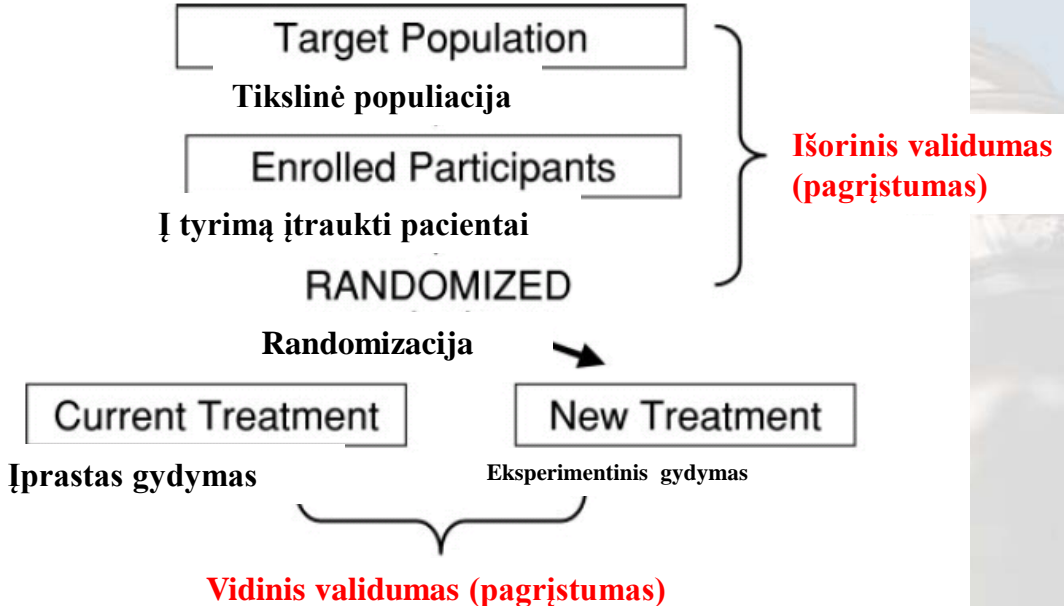 Target Population
Tikslinė populiacija
Enrolled Participants
Į tyrimą įtraukti pacientai
Išorinis validumas
(pagrįstumas)
RANDOMIZED
Randomizacija
Current Treatment
New Treatment
Įprastas gydymas
Eksperimentinis gydymas
Vidinis validumas (pagrįstumas)